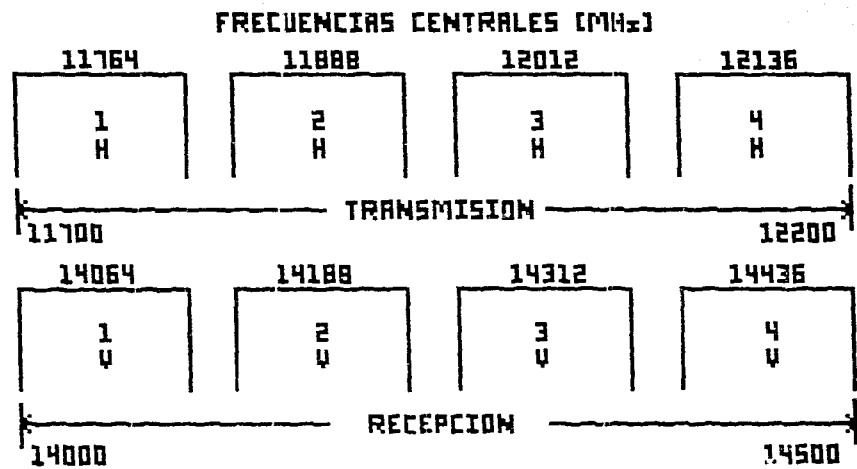 FRECUENCIAS CENTRALES [MHz]
11764 11888 12012 12136
1 2 3 4
H H H H
TRANSMISION
11700 12200
14064 14188 14312 14436
1 2 3 4
V V V V
RECEPCION
14000 14500